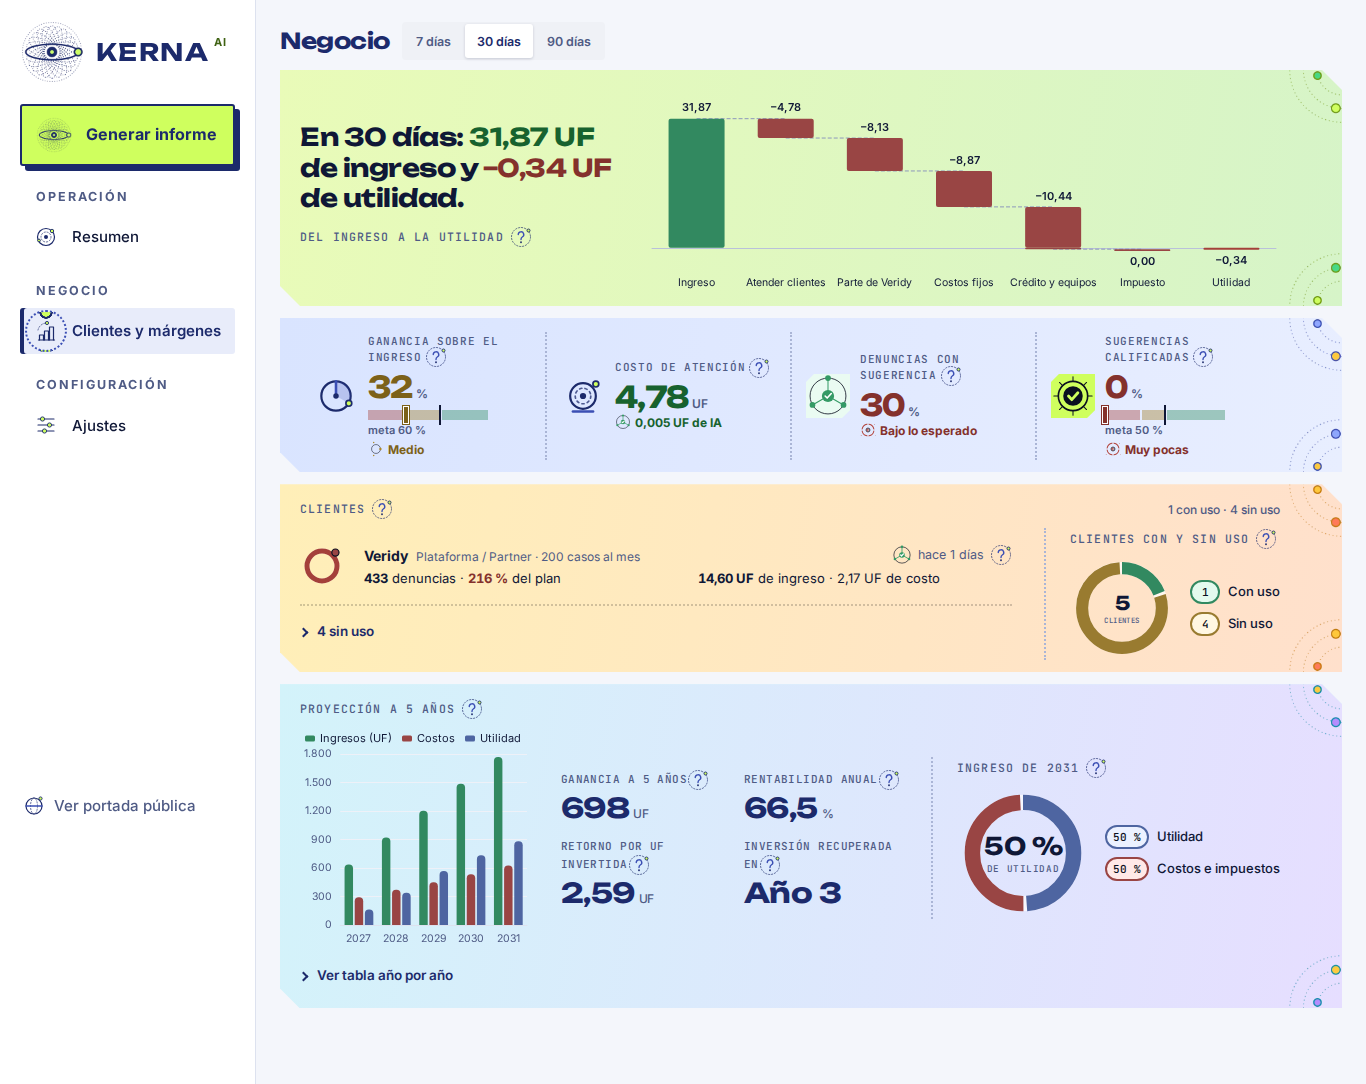 KERNA AI
Generar informe
OPERACIÓN
Resumen
NEGOCIO
Clientes y márgenes
CONFIGURACIÓN
Ajustes
Ver portada pública
Negocio
7 días
30 días
90 días
En 30 días: 31,87 UF
de ingreso y −0,34 UF
de utilidad.
DEL INGRESO A LA UTILIDAD ?
31,87
−4,78
−8,13
−8,87
−10,44
0,00
−0,34
Ingreso
Atender clientes
Parte de Veridy
Costos fijos
Crédito y equipos
Impuesto
Utilidad
GANANCIA SOBRE EL
INGRESO ?
32 %
meta 60 %
Medio
COSTO DE ATENCIÓN ?
4,78 UF
0,005 UF de IA
DENUNCIAS CON
SUGERENCIA ?
30 %
Bajo lo esperado
SUGERENCIAS
CALIFICADAS ?
0 %
meta 50 %
Muy pocas
CLIENTES ?
1 con uso · 4 sin uso
Veridy Plataforma / Partner · 200 casos al mes
hace 1 días ?
433 denuncias · 216 % del plan
14,60 UF de ingreso · 2,17 UF de costo
4 sin uso
CLIENTES CON Y SIN USO ?
5
CLIENTES
1 Con uso
4 Sin uso
PROYECCIÓN A 5 AÑOS ?
Ingresos (UF)
Costos
Utilidad
1.800
1.500
1.200
900
600
300
0
2027
2028
2029
2030
2031
GANANCIA A 5 AÑOS ?
698 UF
RENTABILIDAD ANUAL ?
66,5 %
RETORNO POR UF
INVERTIDA ?
2,59 UF
INVERSIÓN RECUPERADA
EN ?
Año 3
INGRESO DE 2031 ?
50 %
DE UTILIDAD
50 % Utilidad
50 % Costos e impuestos
Ver tabla año por año